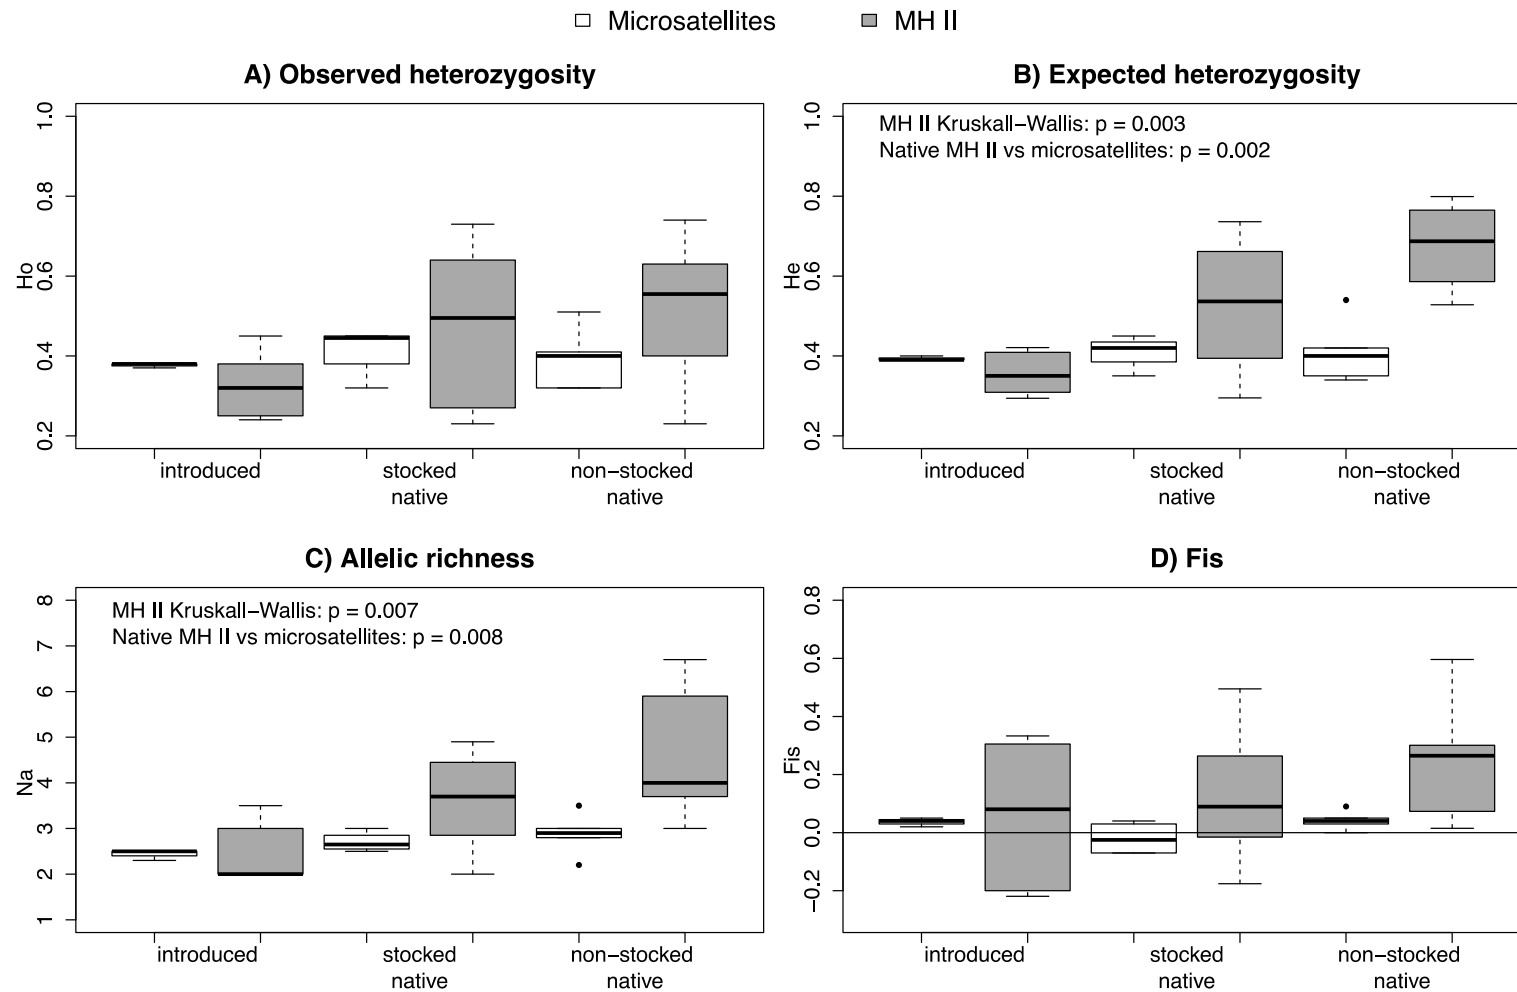 Microsatellites MH II
A) Observed heterozygosity
Ho
0.2 0.4 0.6 0.8 1.0
introduced stocked native non−stocked native
B) Expected heterozygosity
MH II Kruskall−Wallis: p = 0.003
Native MH II vs microsatellites: p = 0.002
He
0.2 0.4 0.6 0.8 1.0
introduced stocked native non−stocked native
C) Allelic richness
MH II Kruskall−Wallis: p = 0.007
Native MH II vs microsatellites: p = 0.008
Na
1 2 3 4 5 6 7 8
introduced stocked native non−stocked native
D) Fis
Fis
−0.2 0.0 0.2 0.4 0.6 0.8
introduced stocked native non−stocked native